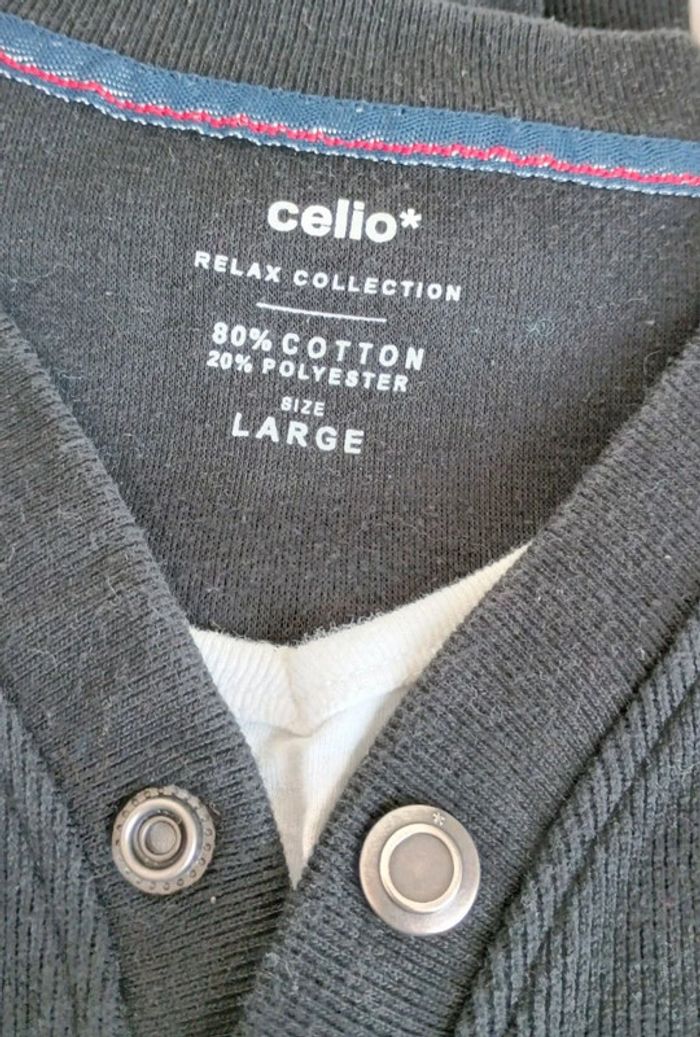 celio*
RELAX COLLECTION
80% COTTON
20% POLYESTER
SIZE
LARGE